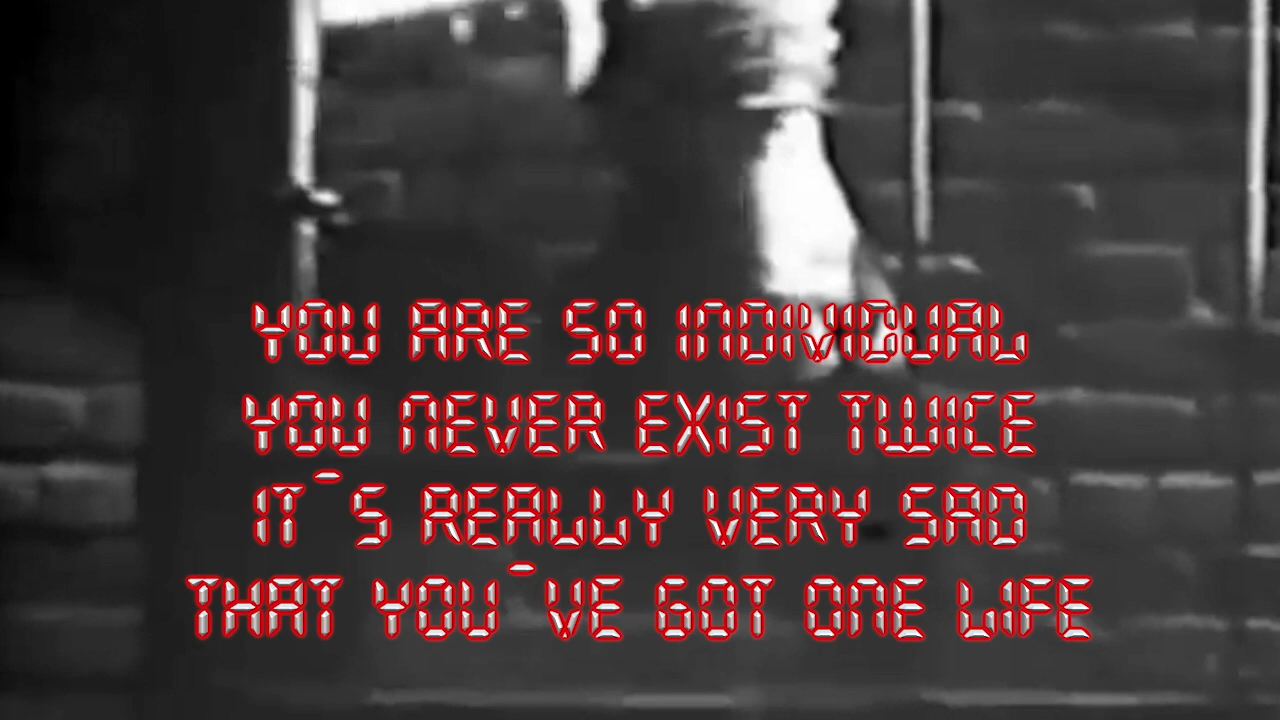 YOU ARE SO INDIVIDUAL
YOU NEVER EXIST TWICE
IT´S REALLY VERY SAD
THAT YOU´VE GOT ONE LIFE